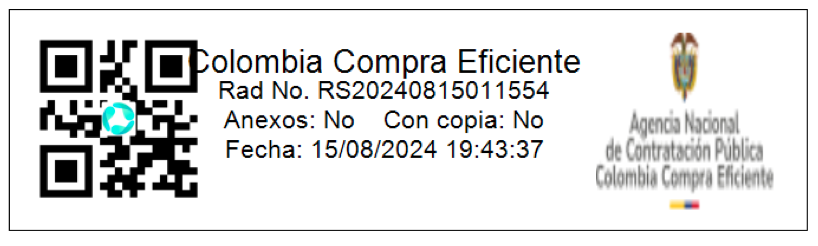 Colombia Compra Eficiente
Rad No. RS20240815011554
Anexos: No Con copia: No
Fecha: 15/08/2024 19:43:37
Agencia Nacional
de Contratación Pública
Colombia Compra Eficiente